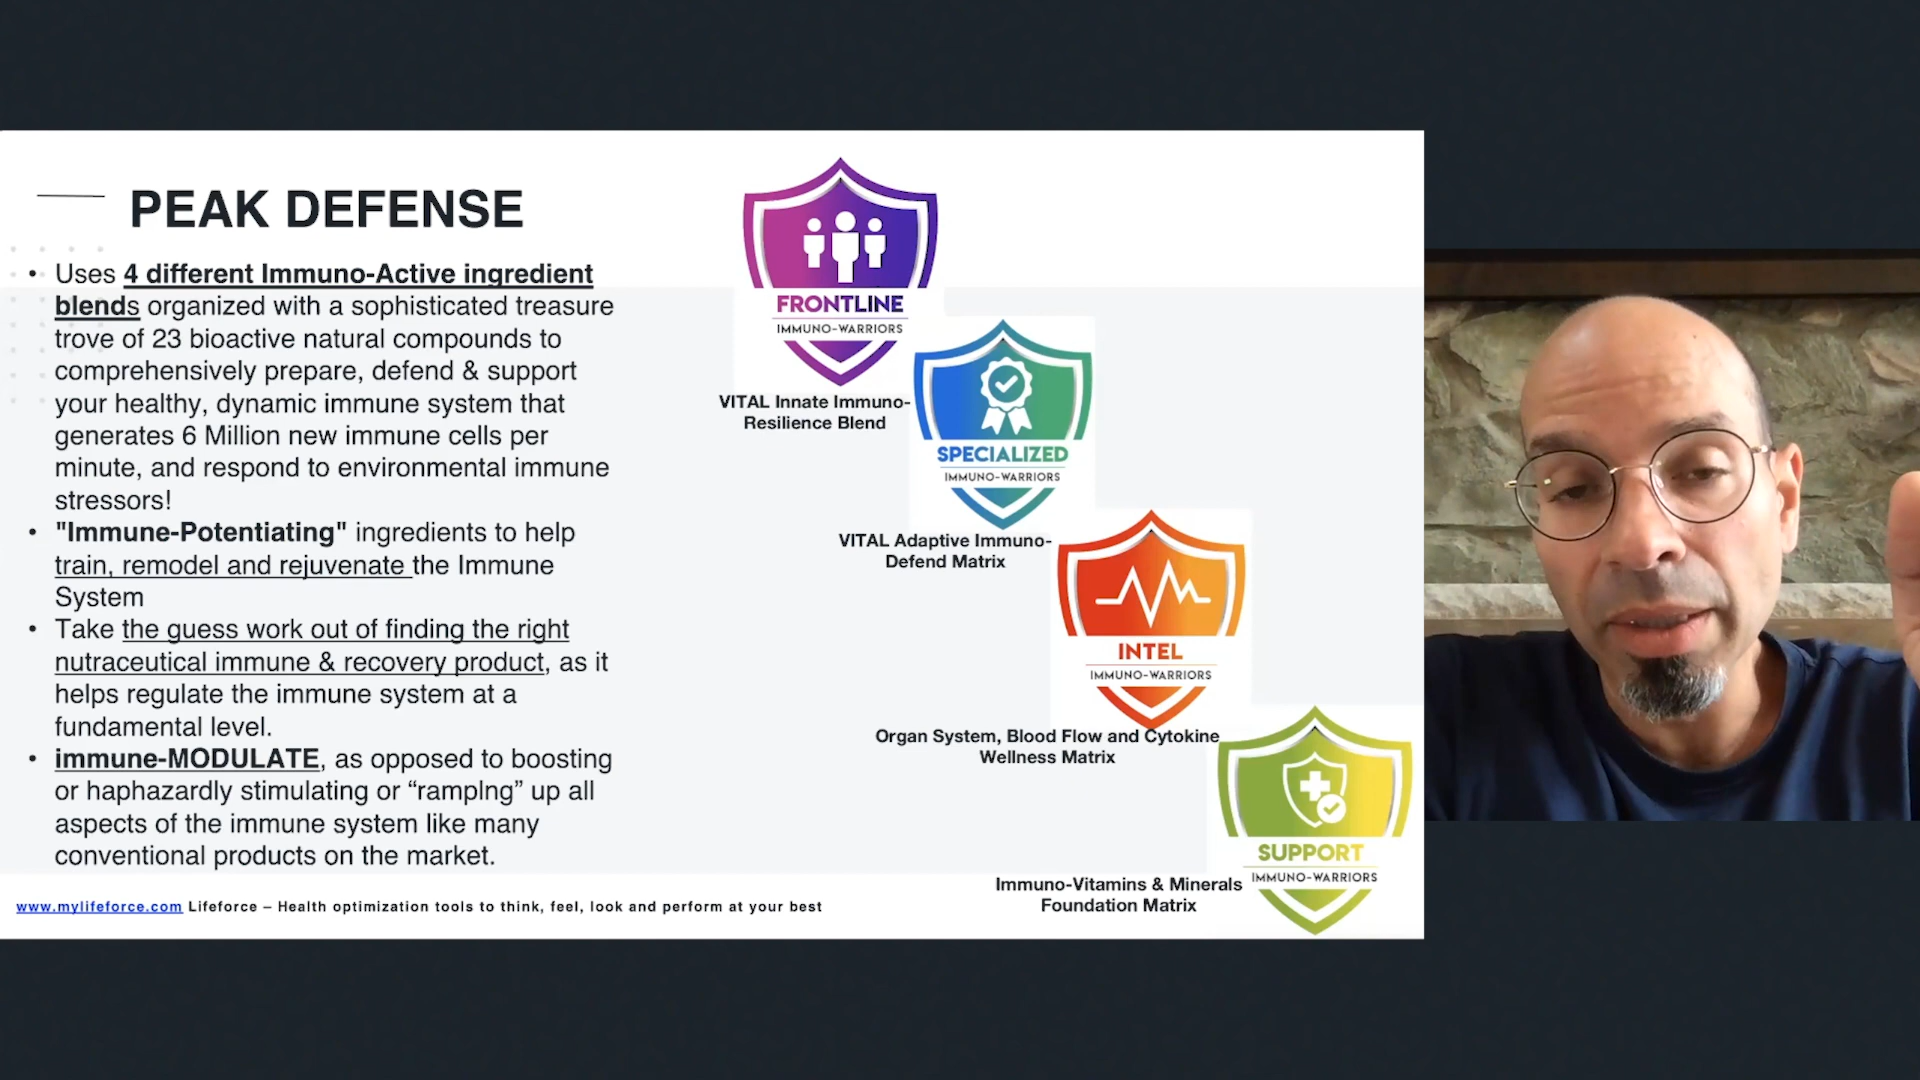 PEAK DEFENSE
• Uses 4 different Immuno-Active ingredient
blends organized with a sophisticated treasure
trove of 23 bioactive natural compounds to
comprehensively prepare, defend & support
your healthy, dynamic immune system that
generates 6 Million new immune cells per
minute, and respond to environmental immune
stressors!
• "Immune-Potentiating" ingredients to help
train, remodel and rejuvenate the Immune
System
• Take the guess work out of finding the right
nutraceutical immune & recovery product, as it
helps regulate the immune system at a
fundamental level.
• immune-MODULATE, as opposed to boosting
or haphazardly stimulating or “rampIng” up all
aspects of the immune system like many
conventional products on the market.
www.mylifeforce.com Lifeforce – Health optimization tools to think, feel, look and perform at your best
FRONTLINE
IMMUNO-WARRIORS
VITAL Innate Immuno-
Resilience Blend
SPECIALIZED
IMMUNO-WARRIORS
VITAL Adaptive Immuno-
Defend Matrix
INTEL
IMMUNO-WARRIORS
Organ System, Blood Flow and Cytokine
Wellness Matrix
SUPPORT
IMMUNO-WARRIORS
Immuno-Vitamins & Minerals
Foundation Matrix